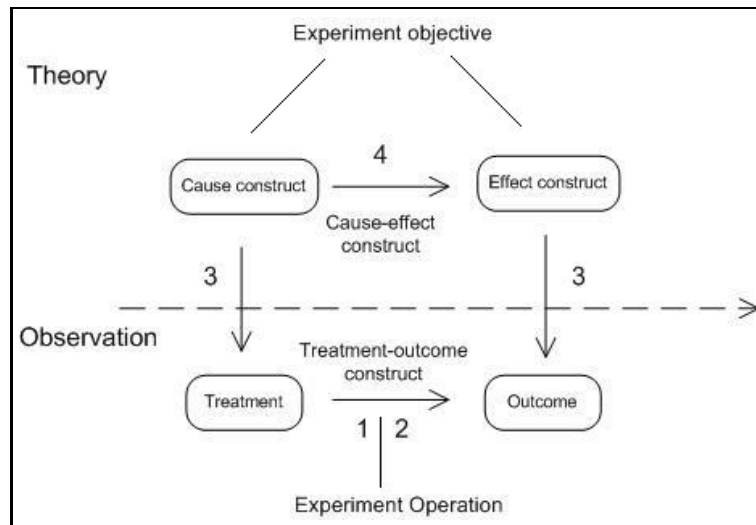 Experiment objective
Theory
4
Cause construct
Effect construct
Cause-effect
construct
3
3
Observation
Treatment-outcome
construct
Treatment
Outcome
1
2
Experiment Operation